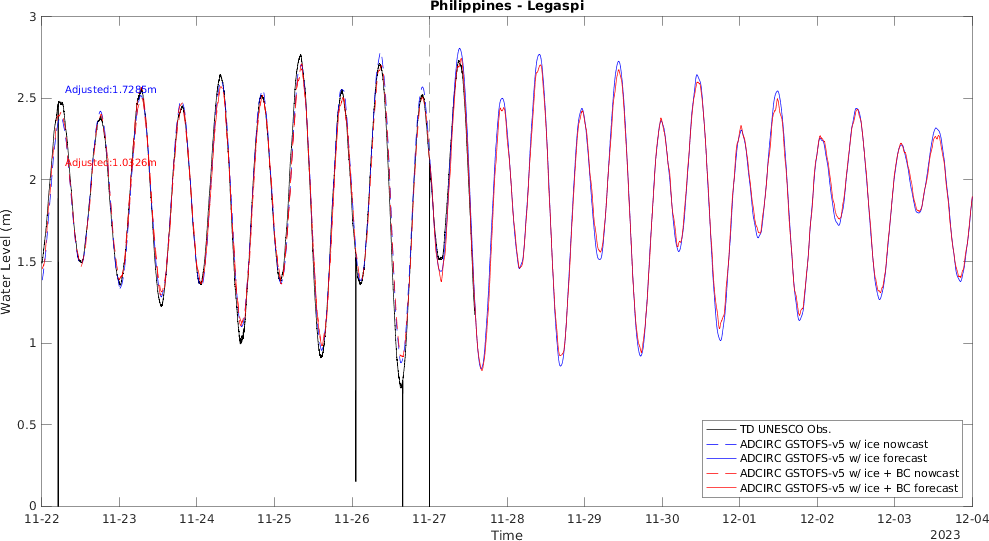 Philippines - Legaspi
3
2.5
2
1.5
1
0.5
0
Water Level (m)
Adjusted:1.7285m
Adjusted:1.0326m
TD UNESCO Obs.
ADCIRC GSTOFS-v5 w/ ice nowcast
ADCIRC GSTOFS-v5 w/ ice forecast
ADCIRC GSTOFS-v5 w/ ice + BC nowcast
ADCIRC GSTOFS-v5 w/ ice + BC forecast
11-22 11-23 11-24 11-25 11-26 11-27 11-28 11-29 11-30 12-01 12-02 12-03 12-04
Time
2023